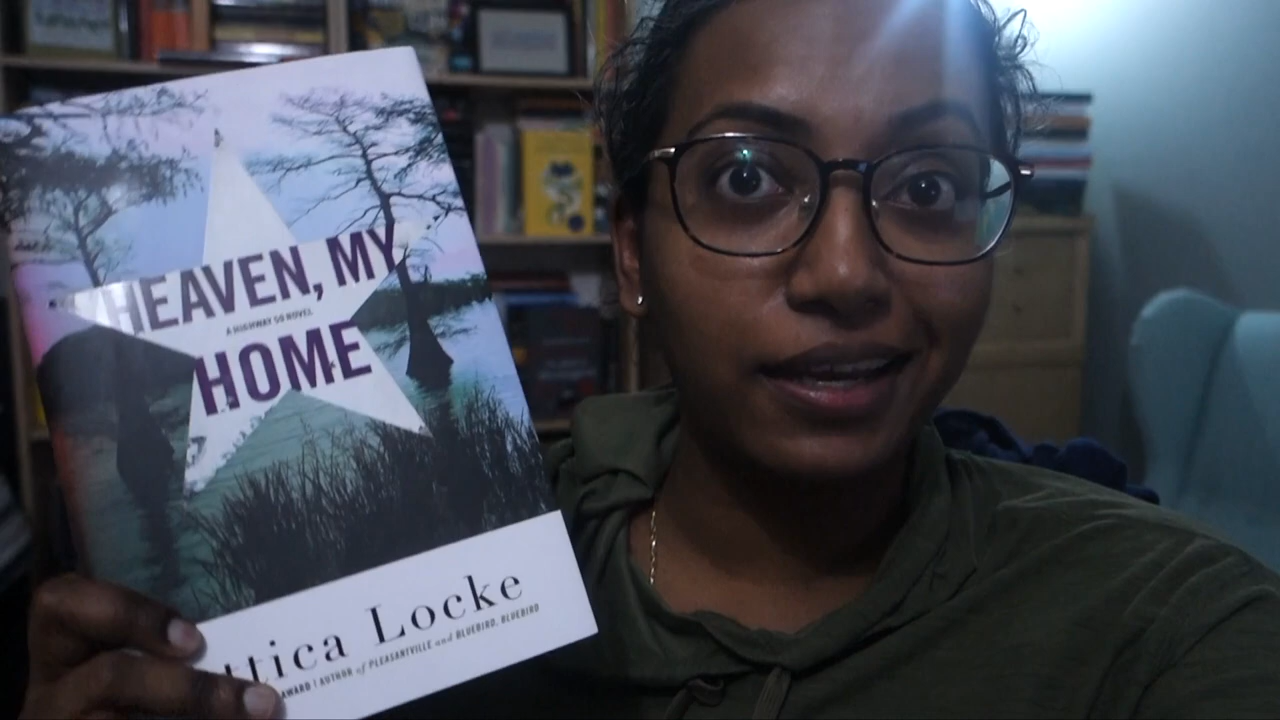 HEAVEN, MY
A HIGHWAY 59 NOVEL
HOME
ttica Locke
AWARD | AUTHOR of PLEASANTVILLE and BLUEBIRD, BLUEBIRD